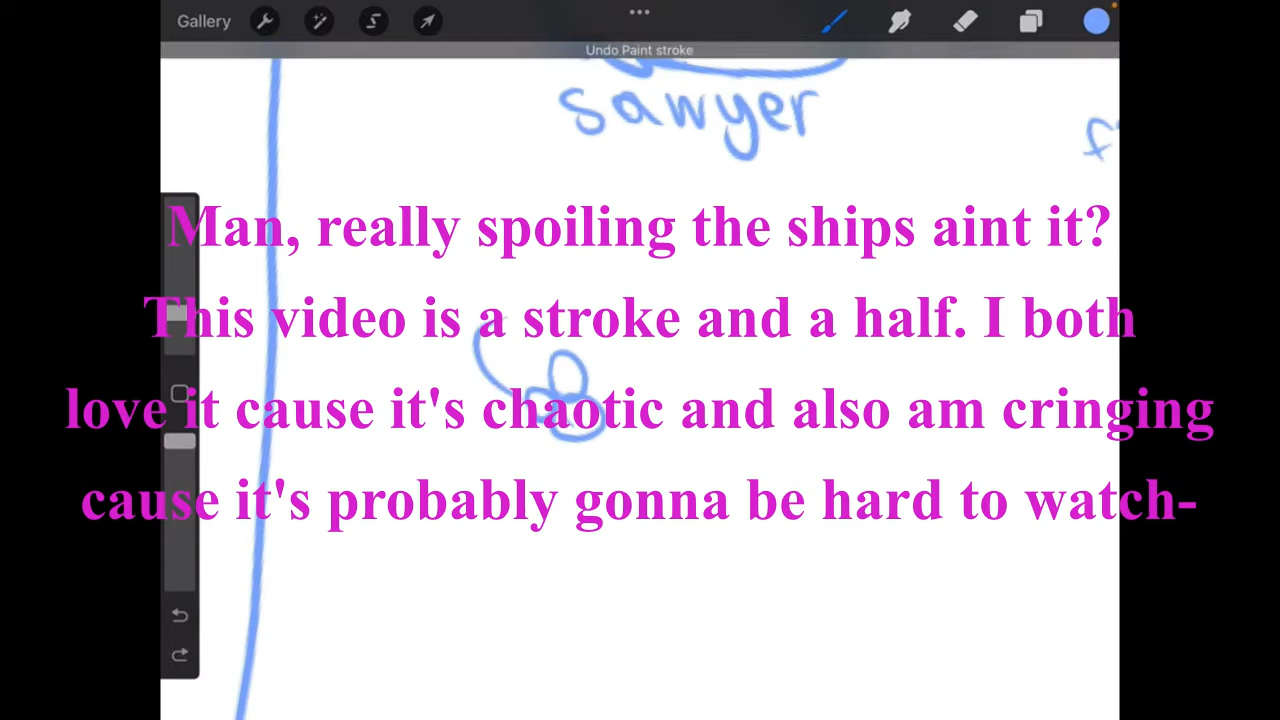 Gallery
Undo Paint stroke
sawyer
f
Man, really spoiling the ships aint it?
This video is a stroke and a half. I both
love it cause it's chaotic and also am cringing
cause it's probably gonna be hard to watch-